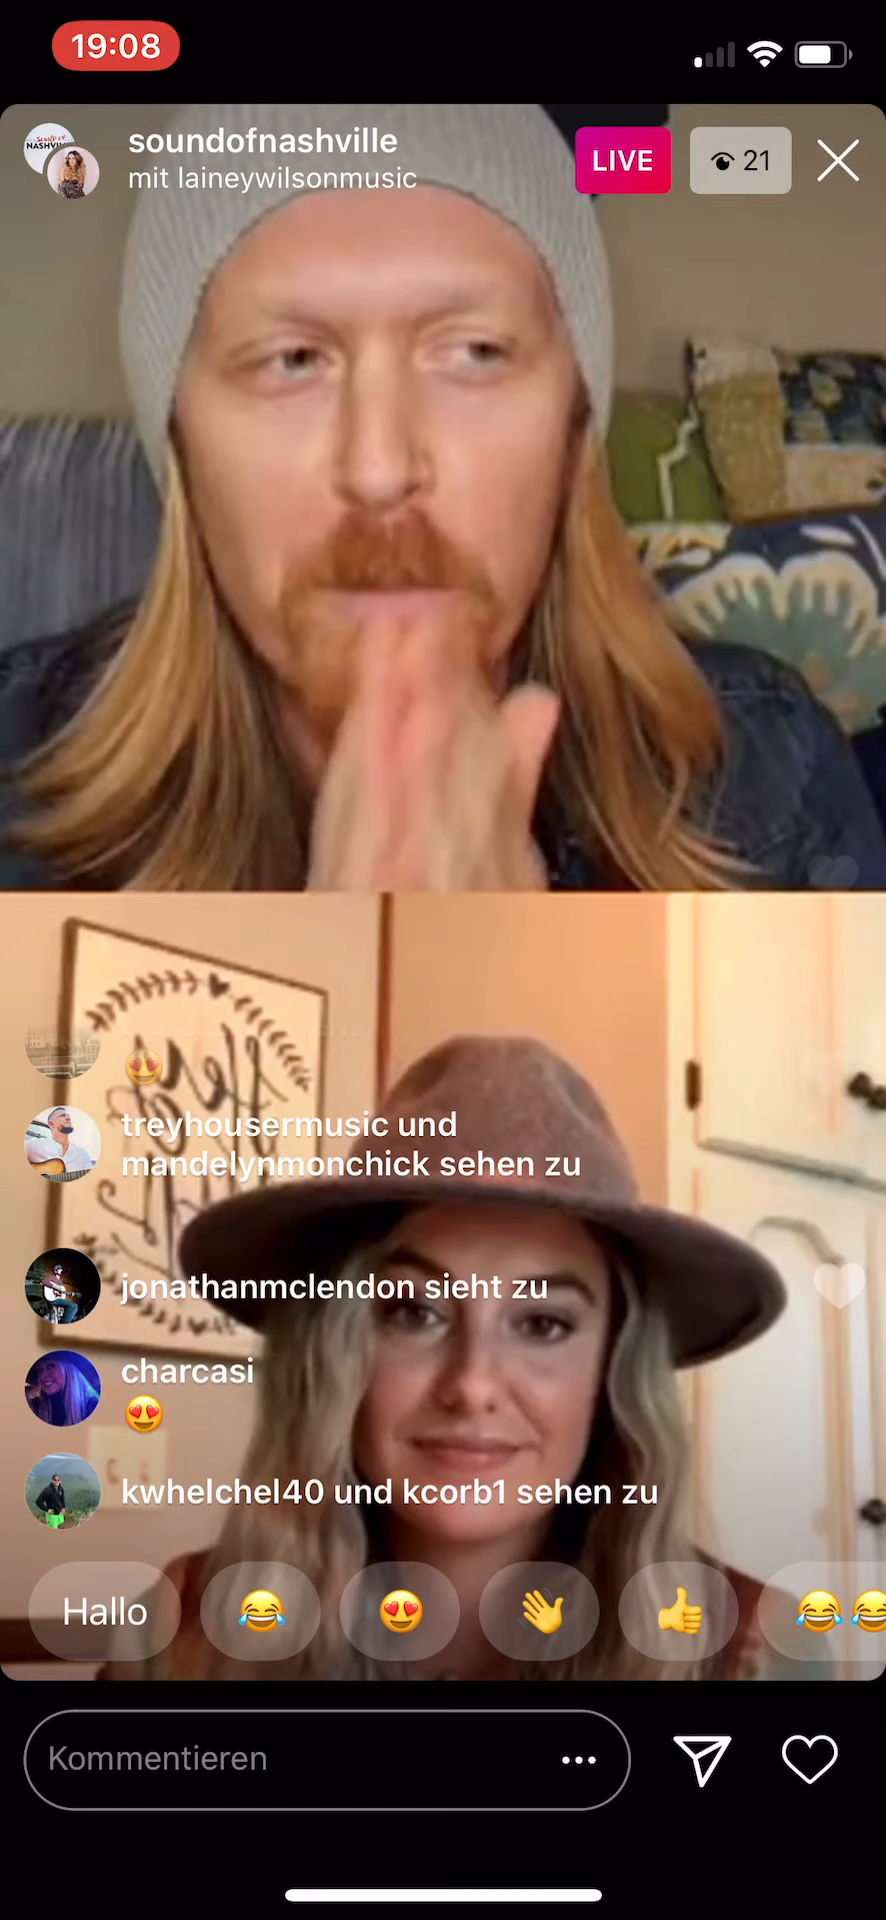 19:08
soundofnashville
mit laineywilsonmusic
LIVE
21
😍
treyhousermusic und
mandelynmonchick sehen zu
jonathanmclendon sieht zu
charcasi
😍
kwhelchel40 und kcorb1 sehen zu
Hallo
😂
😍
👋
👍
😂😂
Kommentieren